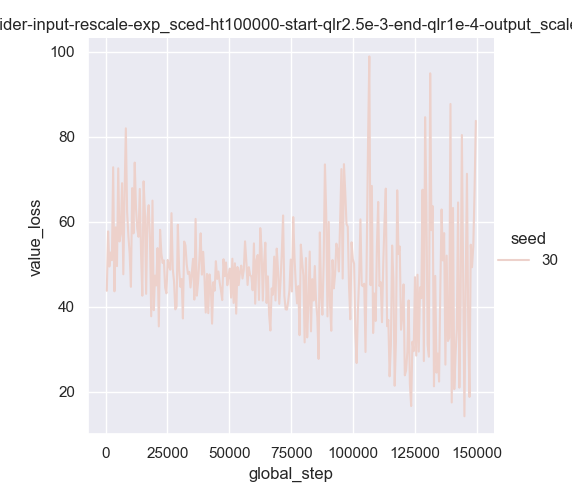 ider-input-rescale-exp_sced-ht100000-start-qlr2.5e-3-end-qlr1e-4-output_scale
100
80
60
40
20
value_loss
seed
30
0 25000 50000 75000 100000 125000 150000
global_step